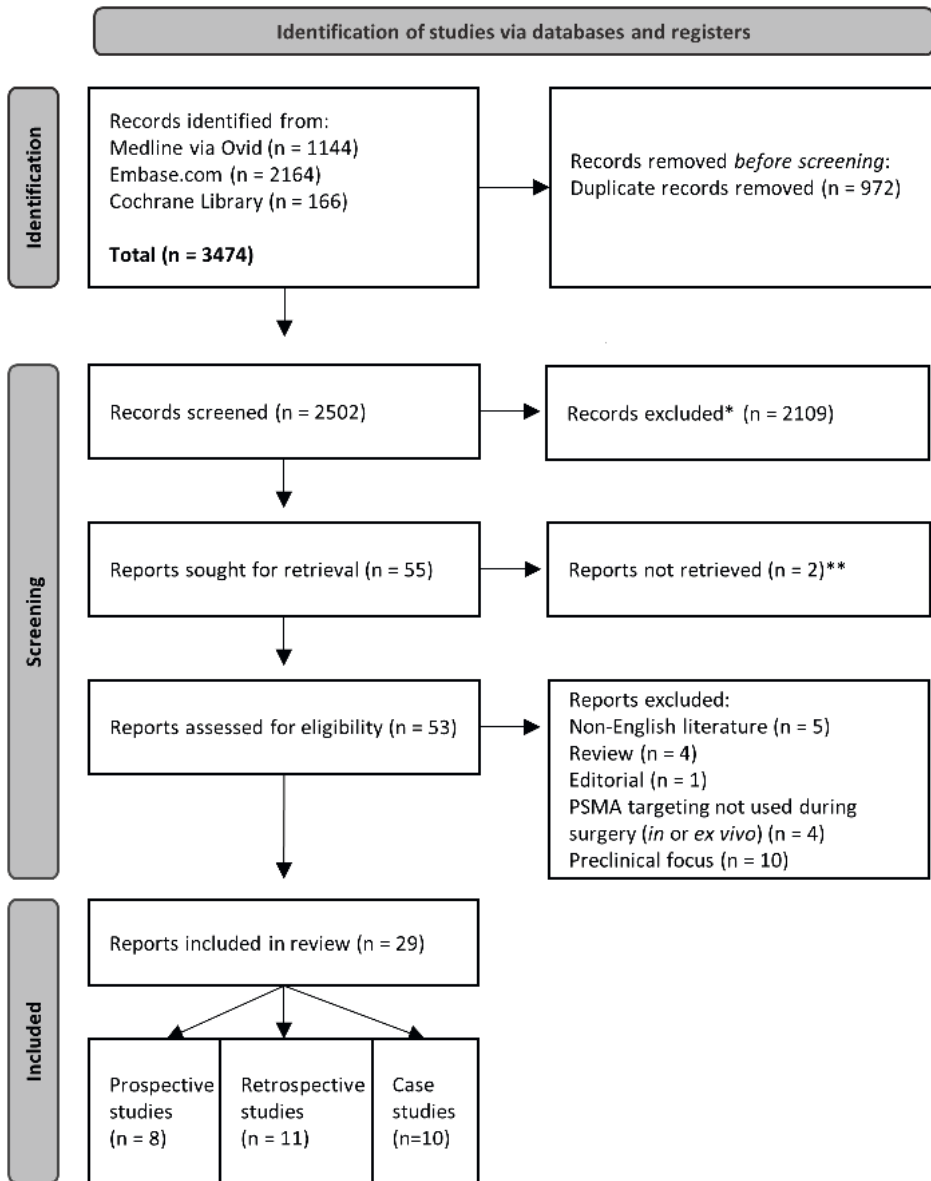 Identification of studies via databases and registers
Identification
Records identified from:
Medline via Ovid (n = 1144)
Embase.com (n = 2164)
Cochrane Library (n = 166)
Total (n = 3474)
Records removed before screening:
Duplicate records removed (n = 972)
Screening
Records screened (n = 2502)
Records excluded* (n = 2109)
Reports sought for retrieval (n = 55)
Reports not retrieved (n = 2)**
Reports assessed for eligibility (n = 53)
Reports excluded:
Non-English literature (n = 5)
Review (n = 4)
Editorial (n = 1)
PSMA targeting not used during
surgery (in or ex vivo) (n = 4)
Preclinical focus (n = 10)
Included
Reports included in review (n = 29)
Prospective
studies
(n = 8)
Retrospective
studies
(n = 11)
Case
studies
(n=10)